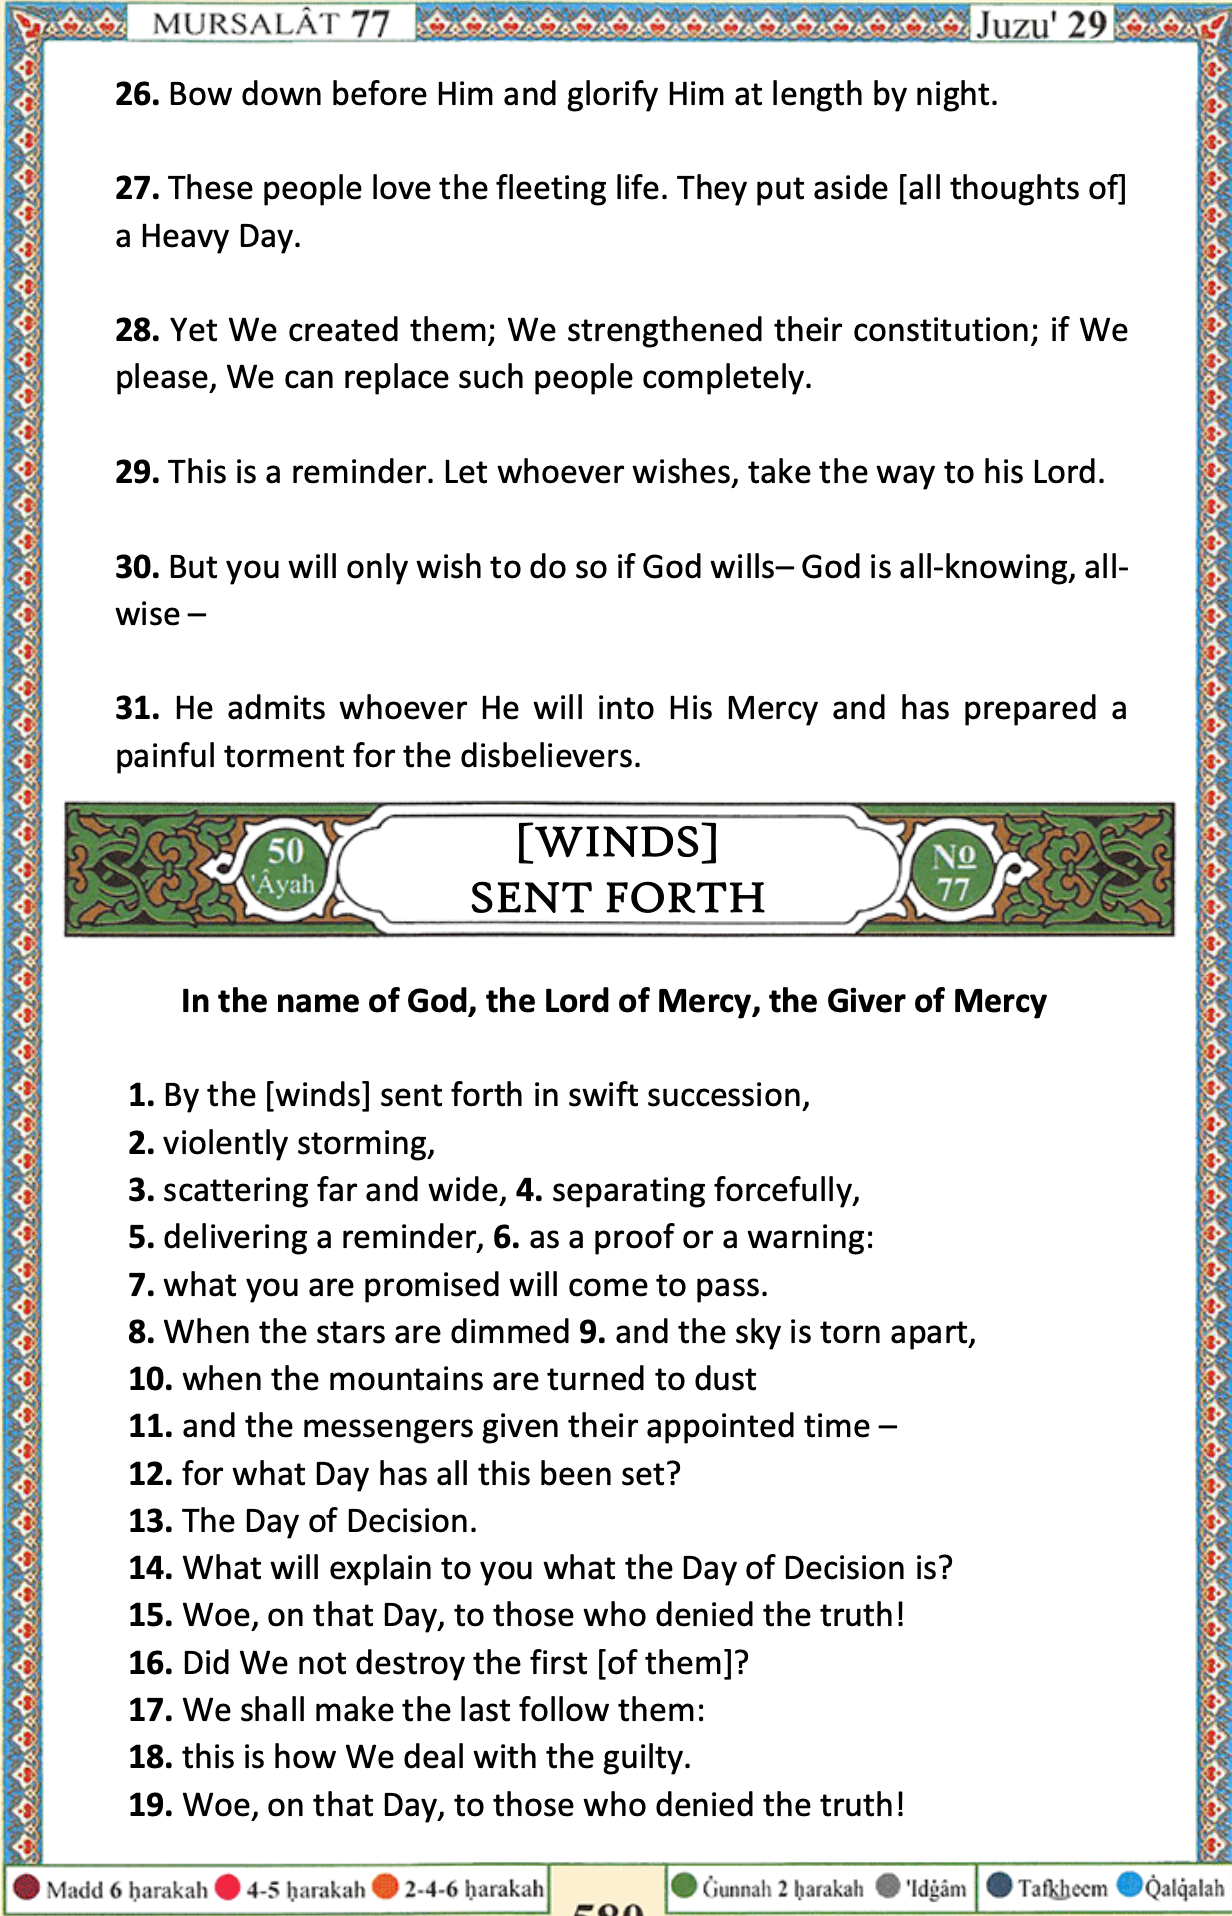 MURSALÂT 77 Juzu' 29
26. Bow down before Him and glorify Him at length by night.
27. These people love the fleeting life. They put aside [all thoughts of]
a Heavy Day.
28. Yet We created them; We strengthened their constitution; if We
please, We can replace such people completely.
29. This is a reminder. Let whoever wishes, take the way to his Lord.
30. But you will only wish to do so if God wills– God is all-knowing, all-
wise –
31. He admits whoever He will into His Mercy and has prepared a
painful torment for the disbelievers.
50 'Âyah
[WINDS]
SENT FORTH
No 77
In the name of God, the Lord of Mercy, the Giver of Mercy
1. By the [winds] sent forth in swift succession,
2. violently storming,
3. scattering far and wide, 4. separating forcefully,
5. delivering a reminder, 6. as a proof or a warning:
7. what you are promised will come to pass.
8. When the stars are dimmed 9. and the sky is torn apart,
10. when the mountains are turned to dust
11. and the messengers given their appointed time –
12. for what Day has all this been set?
13. The Day of Decision.
14. What will explain to you what the Day of Decision is?
15. Woe, on that Day, to those who denied the truth!
16. Did We not destroy the first [of them]?
17. We shall make the last follow them:
18. this is how We deal with the guilty.
19. Woe, on that Day, to those who denied the truth!
Madd 6 ḥarakah 4-5 ḥarakah 2-4-6 ḥarakah Ġunnah 2 ḥarakah 'Idġâm Tafkheem Q̇alq̇alah